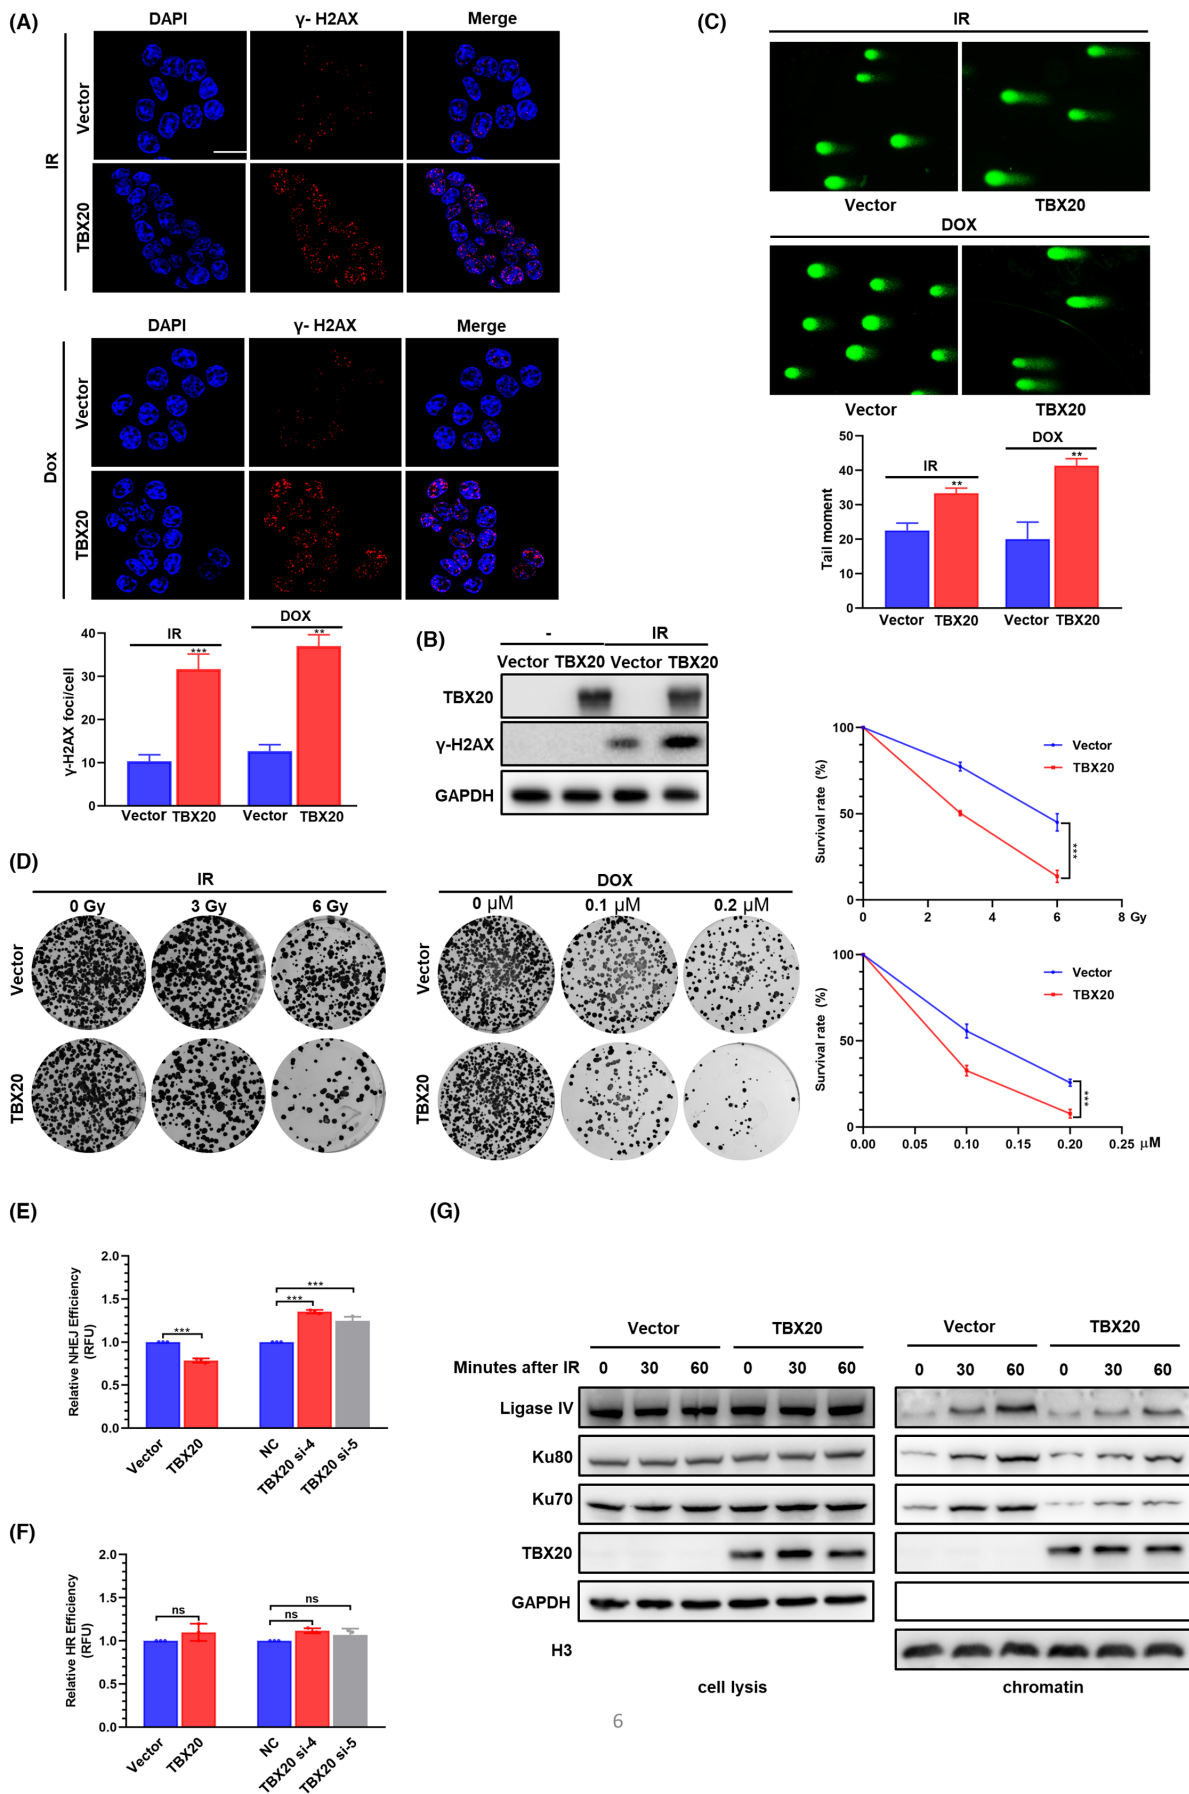 (A)
DAPI γ- H2AX Merge
IR
Vector
TBX20
DAPI γ- H2AX Merge
Dox
Vector
TBX20
γ-H2AX foci/cell
40
30
20
10
0
IR
DOX
***
**
Vector TBX20 Vector TBX20
(B)
- IR
Vector TBX20 Vector TBX20
TBX20
γ-H2AX
GAPDH
(C)
IR
Vector TBX20
DOX
Vector TBX20
Tail moment
50
40
30
20
10
0
IR
DOX
**
**
Vector TBX20 Vector TBX20
(D)
IR
0 Gy 3 Gy 6 Gy
Vector
TBX20
DOX
0 μM 0.1 μM 0.2 μM
Vector
TBX20
Survival rate (%)
100
50
0
0 2 4 6 8 Gy
Vector
TBX20
***
Survival rate (%)
100
50
0
0.00 0.05 0.10 0.15 0.20 0.25 μM
Vector
TBX20
***
(E)
Relative NHEJ Efficiency
(RFU)
2.0
1.5
1.0
0.5
0.0
***
***
***
Vector
TBX20
NC
TBX20 si-4
TBX20 si-5
(F)
Relative HR Efficiency
(RFU)
2.0
1.5
1.0
0.5
0.0
ns
ns
ns
Vector
TBX20
NC
TBX20 si-4
TBX20 si-5
(G)
Vector TBX20 Vector TBX20
Minutes after IR 0 30 60 0 30 60 0 30 60 0 30 60
Ligase IV
Ku80
Ku70
TBX20
GAPDH
H3
cell lysis chromatin
6